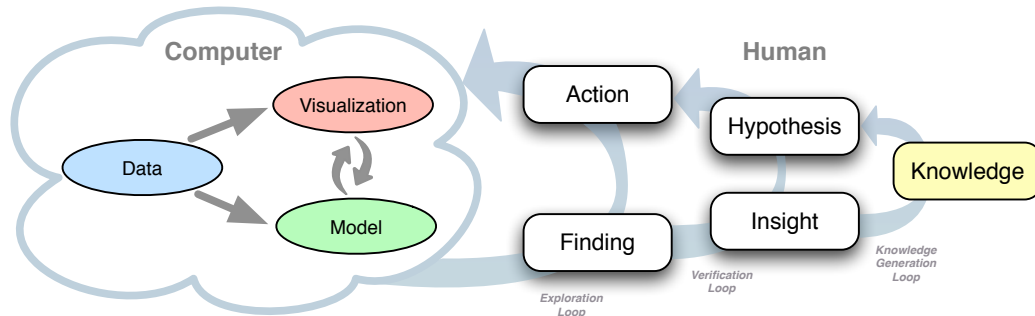 Computer
Human
Visualization
Data
Model
Action
Hypothesis
Knowledge
Finding
Insight
Exploration
Loop
Verification
Loop
Knowledge
Generation
Loop